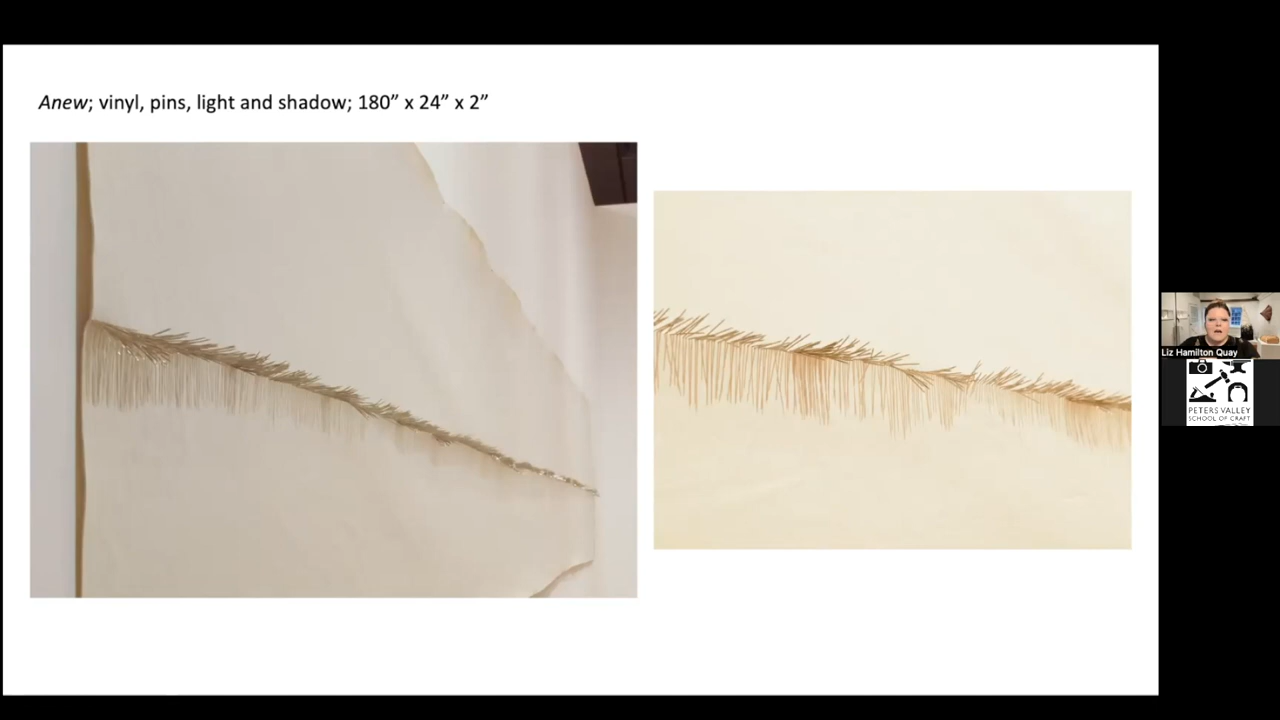 Anew; vinyl, pins, light and shadow; 180” x 24” x 2”
Liz Hamilton Quay
PETERS VALLEY
SCHOOL OF CRAFT